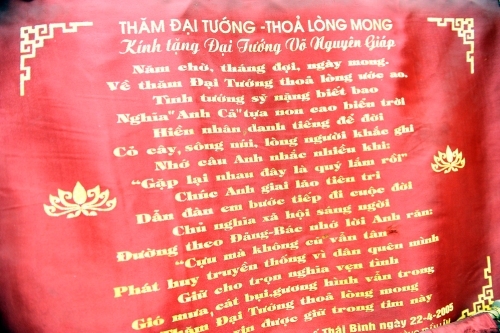 THĂM ĐẠI TƯỚNG -THOẢ LÒNG MONG
Kính tặng Đại Tướng Võ Nguyên Giáp
Năm chờ, tháng đợi, ngày mong.
Về thăm Đại Tướng thoả lòng ước ao,
Tình tướng sỹ nặng biết bao
Nghĩa "Anh Cả" tựa non cao biển trời
Hiền nhân danh tiếng để đời
Cỏ cây, sông núi, lòng người khắc ghi
Nhớ câu Anh nhắc nhiều khi:
"Gặp lại nhau đây là quý lắm rồi"
Chúc Anh giai lão tiên tri
Dẫn đàn em bước tiếp đi cuộc đời
Chủ nghĩa xã hội sáng ngời
Đường theo Đảng-Bác nhớ lời Anh răn:
"Cựu mà không cũ vẫn tân"
Phát huy truyền thống vì dân quên mình
Giữ cho trọn nghĩa vẹn tình
Gió mưa, cát bụi, gương hình vẫn trong
Thăm Đại Tướng thoả lòng mong
xin được giữ trong tim này
Thái Bình ngày 22-4-2005